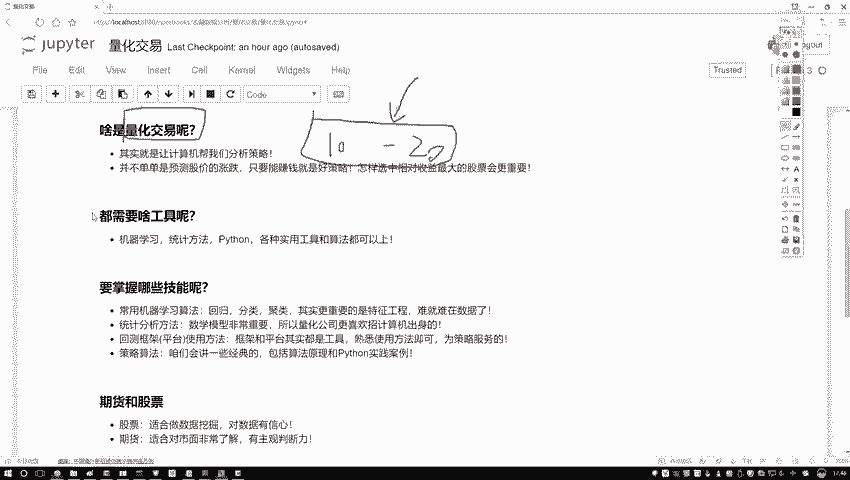 量化交易
jupyter 量化交易 Last Checkpoint: an hour ago (autosaved)
Logout
File Edit View Insert Cell Kernel Widgets Help
Trusted
3
Code
啥是量化交易呢?
10 -20
其实就是让计算机帮我们分析策略!
并不单单是预测股价的涨跌,只要能赚钱就是好策略!怎样选中相对收益最大的股票会更重要!
都需要啥工具呢?
机器学习,统计方法,Python,各种实用工具和算法都可以上!
要掌握哪些技能呢?
常用机器学习算法:回归,分类,聚类,其实更重要的是特征工程,难就难在数据了!
统计分析方法:数学模型非常重要,所以量化公司更喜欢招计算机出身的!
回测框架(平台)使用方法:框架和平台其实都是工具,熟悉使用方法即可,为策略服务的!
策略算法:咱们会讲一些经典的,包括算法原理和Python实践案例!
期货和股票
股票:适合做数据挖掘,对数据有信心!
期货:适合对市面非常了解,有主观判断力!